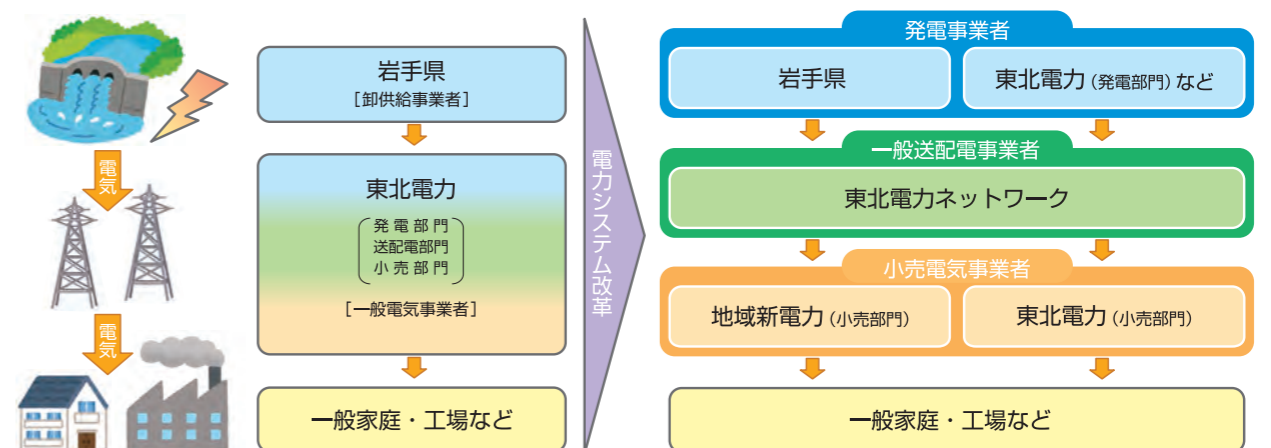 電気
電気
岩手県
［卸供給事業者］
東北電力
発電部門
送配電部門
小売部門
［一般電気事業者］
一般家庭・工場など
電力システム改革
発電事業者
岩手県
東北電力（発電部門）など
一般送配電事業者
東北電力ネットワーク
小売電気事業者
地域新電力（小売部門）
東北電力（小売部門）
一般家庭・工場など